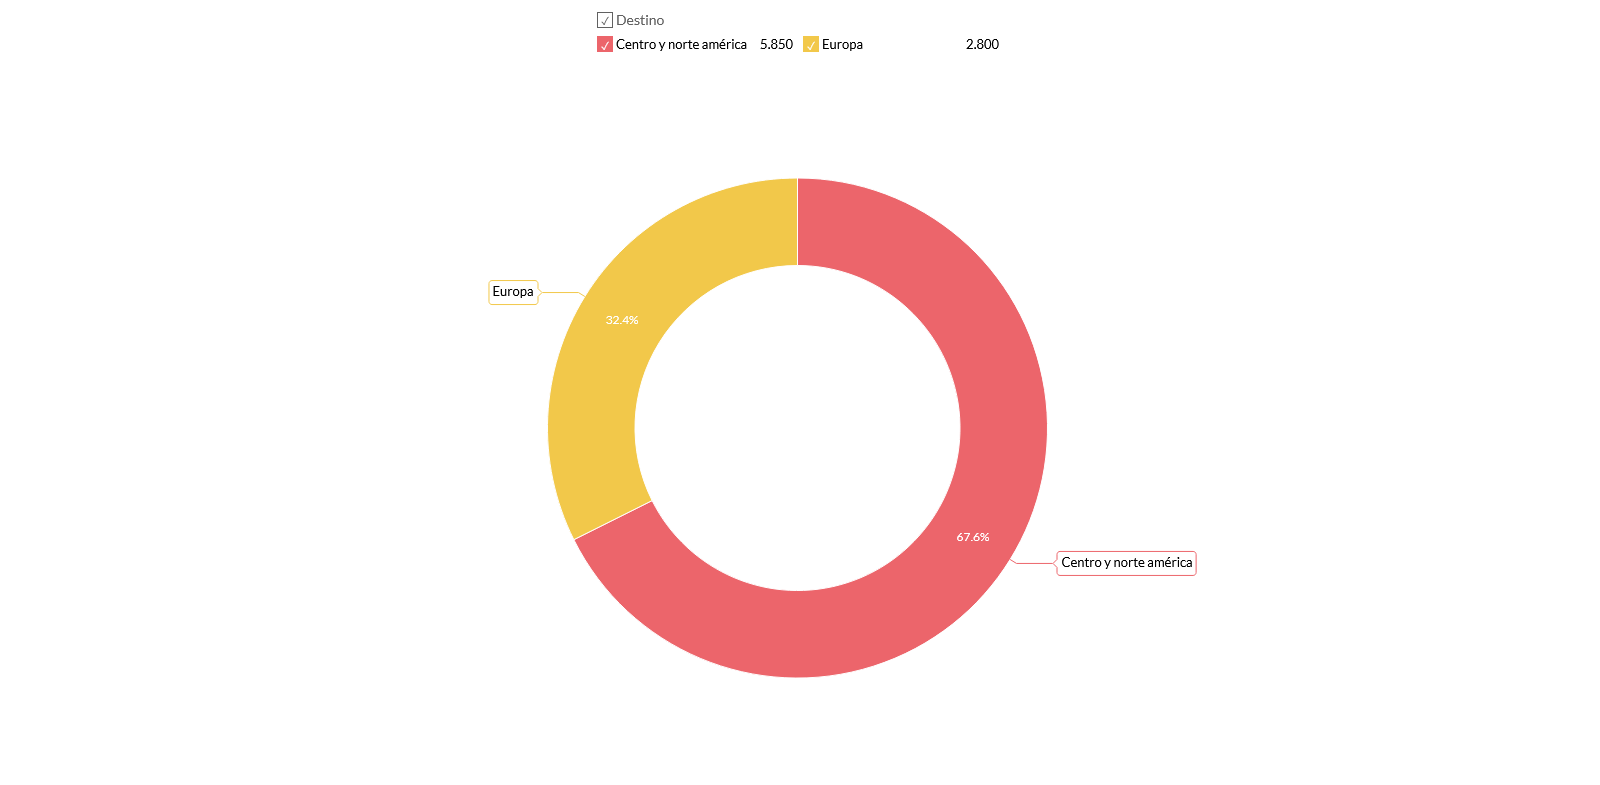 Destino
Centro y norte américa 5.850 Europa 2.800
Europa
32.4%
67.6%
Centro y norte américa